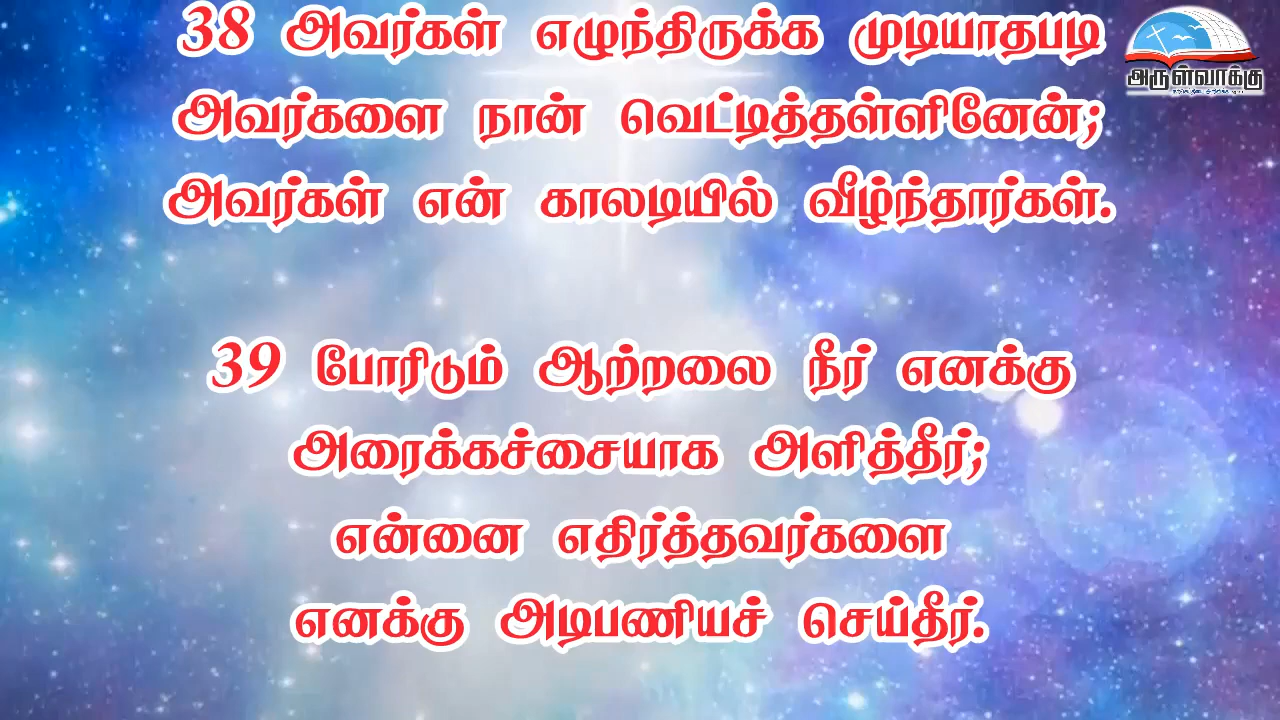 38 அவர்கள் எழுந்திருக்க முடியாதபடி
அவர்களை நான் வெட்டித்தள்ளினேன்;
அவர்கள் என் காலடியில் வீழ்ந்தார்கள்.
39 போரிடும் ஆற்றலை நீர் எனக்கு
அரைக்கச்சையாக அளித்தீர்;
என்னை எதிர்த்தவர்களை
எனக்கு அடிபணியச் செய்தீர்.
அருள்வாக்கு